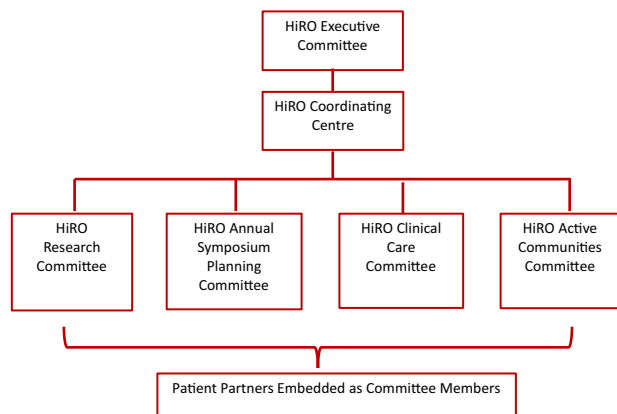 HiRO Executive
Committee
HiRO Coordinating
Centre
HiRO
Research
Committee
HiRO Annual
Symposium
Planning
Committee
HiRO Clinical
Care
Committee
HiRO Active
Communities
Committee
Patient Partners Embedded as Committee Members